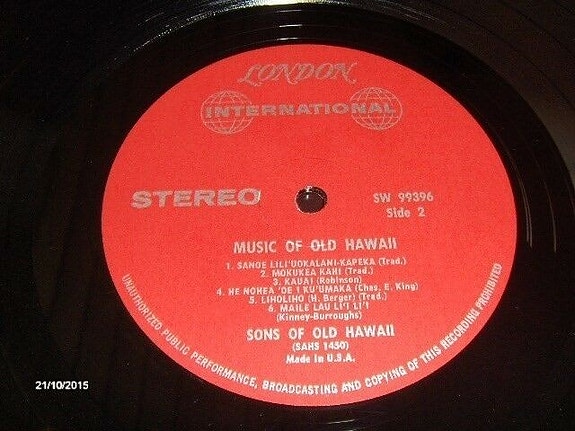 LONDON
INTERNATIONAL
STEREO
SW 99396
Side 2
MUSIC OF OLD HAWAII
1. SANOE LILI'UOKALANI-KAPEKA (Trad.)
2. MOKUKEA KAHI (Trad.)
3. KAUAI (Robinson)
4. HE NOHEA 'OE I KU'UMAKA (Chas. E. King)
5. LIHOLIHO (H. Berger) (Trad.)
6. MAILE LAU LI'I LI'I
(Kinney-Burroughs)
SONS OF OLD HAWAII
(SAHS 1450)
Made in U.S.A.
UNAUTHORIZED PUBLIC PERFORMANCE, BROADCASTING AND COPYING OF THIS RECORDING PROHIBITED
21/10/2015